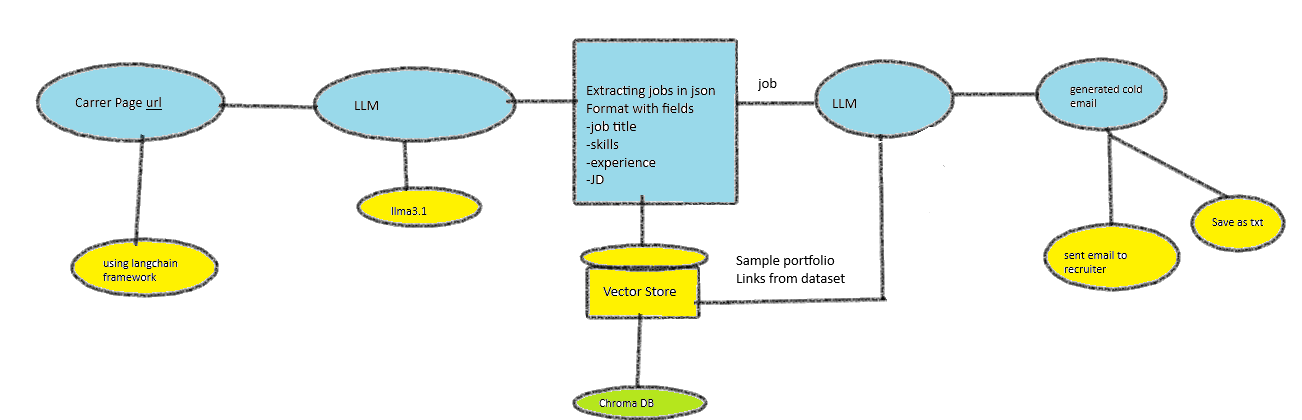 Carrer Page url
LLM
Extracting jobs in json
Format with fields
-job title
-skills
-experience
-JD
job
LLM
generated cold
email
using langchain
framework
llma3.1
Vector Store
Sample portfolio
Links from dataset
sent email to
recruiter
Save as txt
Chroma DB